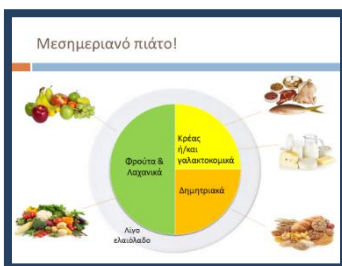 Μεσημεριανό πιάτο!
Κρέας
ή/και
γαλακτοκομικά
Φρούτα &
Λαχανικά
Δημητριακά
Λίγο
ελαιόλαδο